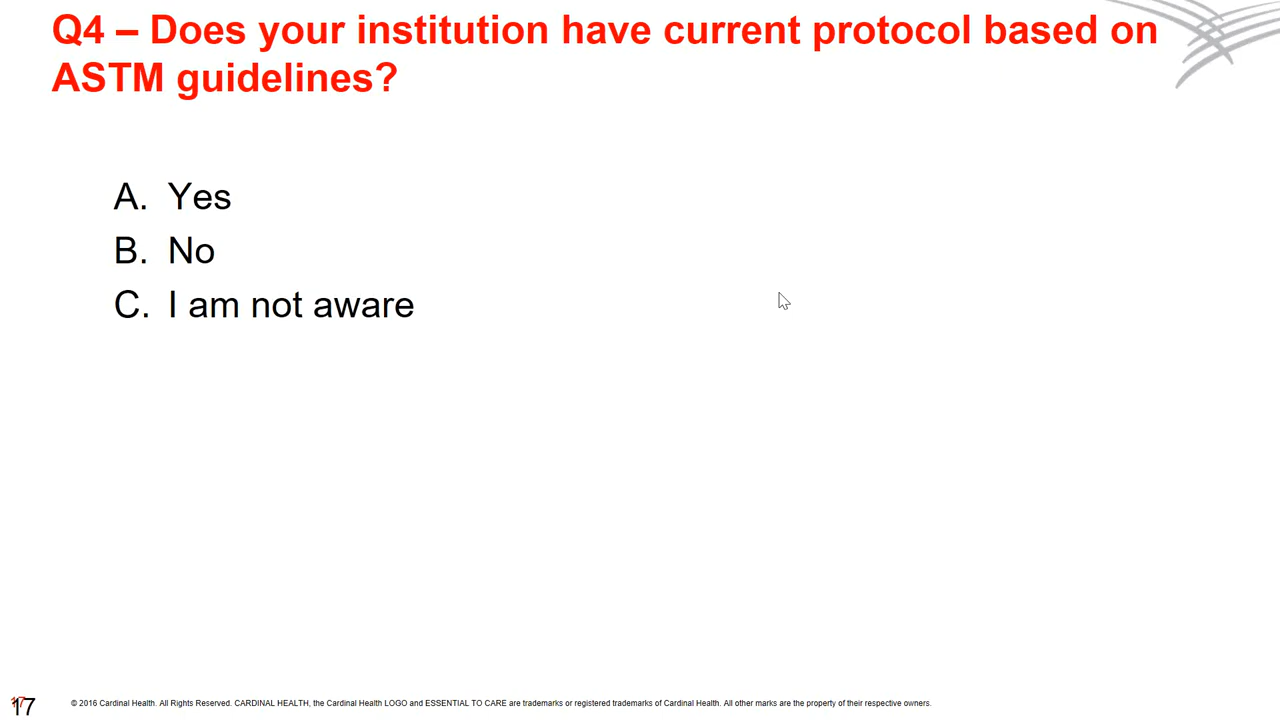 Q4 – Does your institution have current protocol based on
ASTM guidelines?
A. Yes
B. No
C. I am not aware
17
© 2016 Cardinal Health. All Rights Reserved. CARDINAL HEALTH, the Cardinal Health LOGO and ESSENTIAL TO CARE are trademarks or registered trademarks of Cardinal Health. All other marks are the property of their respective owners.